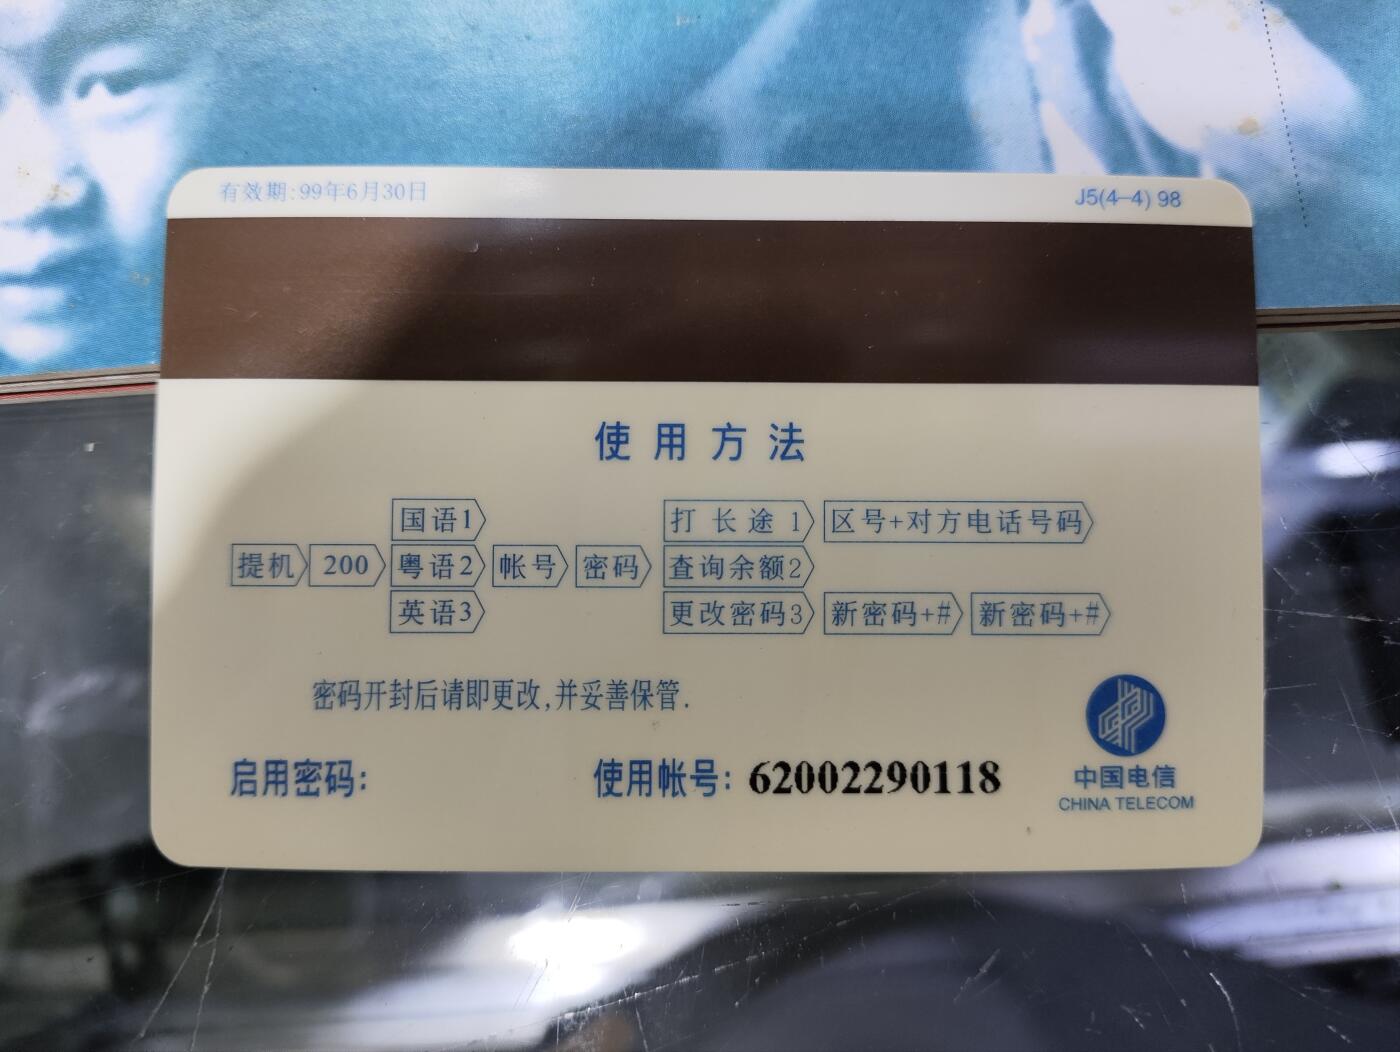 有效期:99年6月30日
J5(4-4) 98
使用方法
国语1 打长途1 区号+对方电话号码
提机 200 粤语2 帐号 密码 查询余额2
英语3 更改密码3 新密码+# 新密码+#
密码开封后请即更改,并妥善保管.
启用密码: 使用帐号: 62002290118
中国电信
CHINA TELECOM